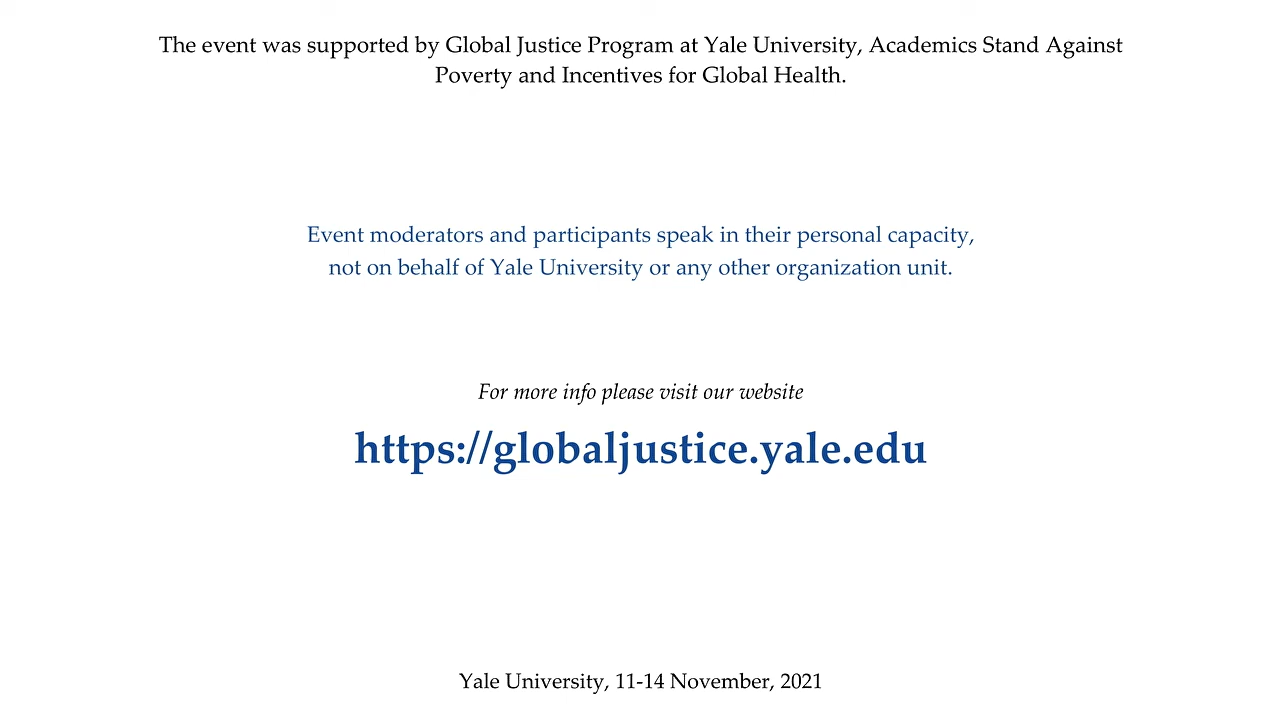 The event was supported by Global Justice Program at Yale University, Academics Stand Against
Poverty and Incentives for Global Health.
Event moderators and participants speak in their personal capacity,
not on behalf of Yale University or any other organization unit.
For more info please visit our website
https://globaljustice.yale.edu
Yale University, 11-14 November, 2021